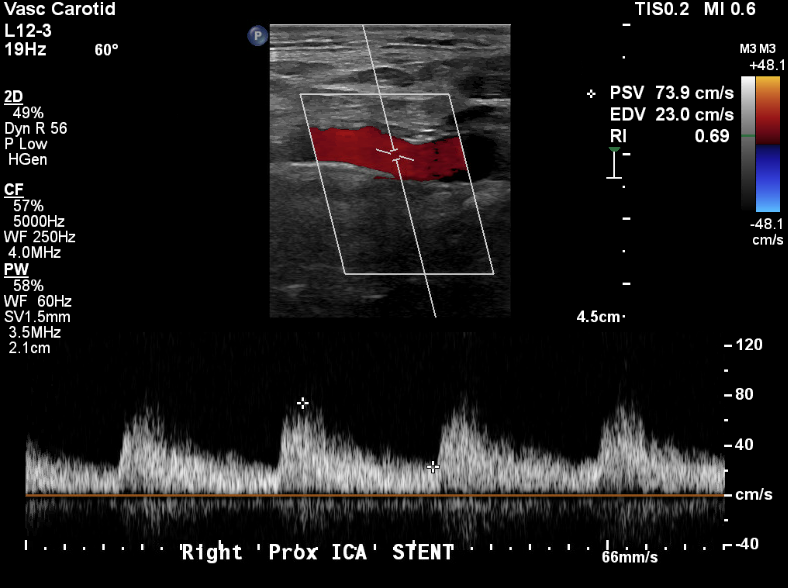 Vasc Carotid
TIS0.2 MI 0.6
L12-3
19Hz 60°
P
M3 M3
+48.1
PSV 73.9 cm/s
EDV 23.0 cm/s
RI 0.69
2D
49%
Dyn R 56
P Low
HGen
CF
57%
5000Hz
WF 250Hz
4.0MHz
-48.1
cm/s
PW
58%
WF 60Hz
SV1.5mm
3.5MHz
2.1cm
4.5cm
120
80
40
cm/s
-40
Right Prox ICA STENT
66mm/s